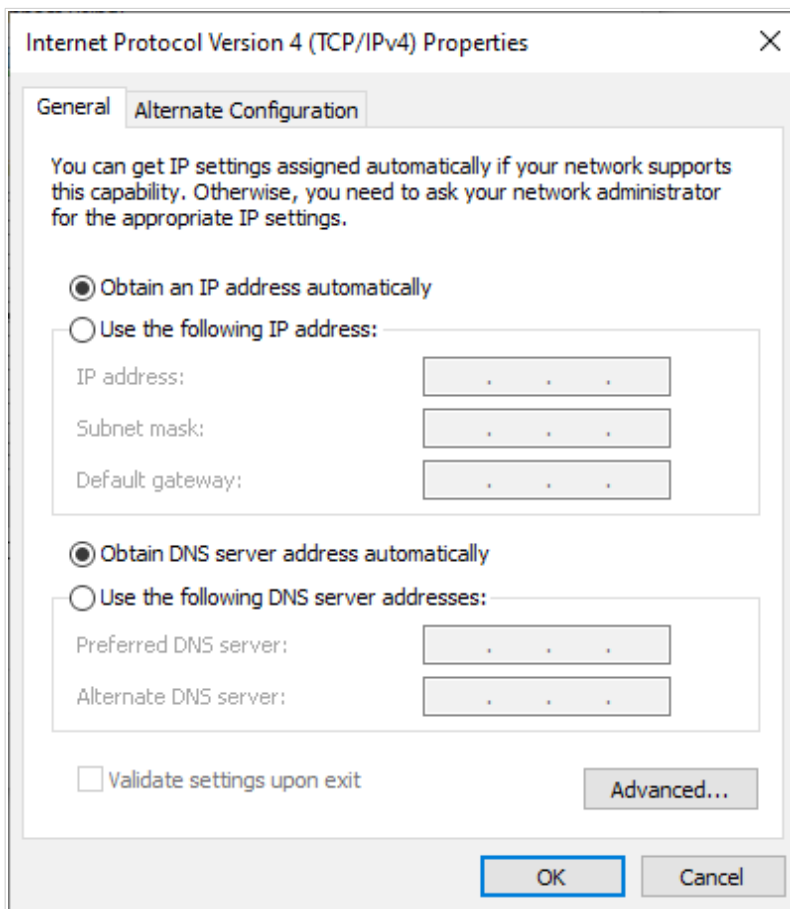 Internet Protocol Version 4 (TCP/IPv4) Properties
General
Alternate Configuration
You can get IP settings assigned automatically if your network supports
this capability. Otherwise, you need to ask your network administrator
for the appropriate IP settings.
Obtain an IP address automatically
Use the following IP address:
IP address:
Subnet mask:
Default gateway:
Obtain DNS server address automatically
Use the following DNS server addresses:
Preferred DNS server:
Alternate DNS server:
Validate settings upon exit
Advanced...
OK
Cancel